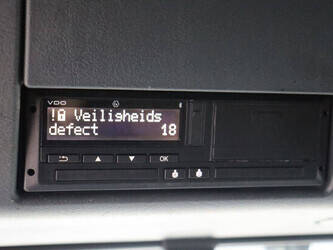 VDO
! Veiligheids
defect 18
OK